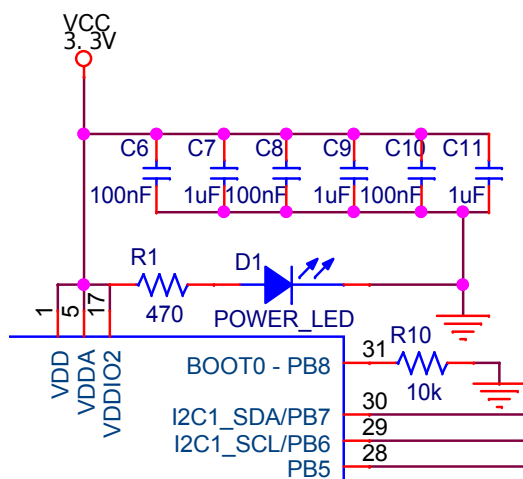 VCC
3. 3V
C6 C7 C8 C9 C10 C11
100nF 1uF 100nF 1uF 100nF 1uF
R1 D1
470 POWER_LED
1 5 17
R10
31
10k
VDD VDDA VDDIO2
BOOT0 - PB8
I2C1_SDA/PB7 30
I2C1_SCL/PB6 29
PB5 28